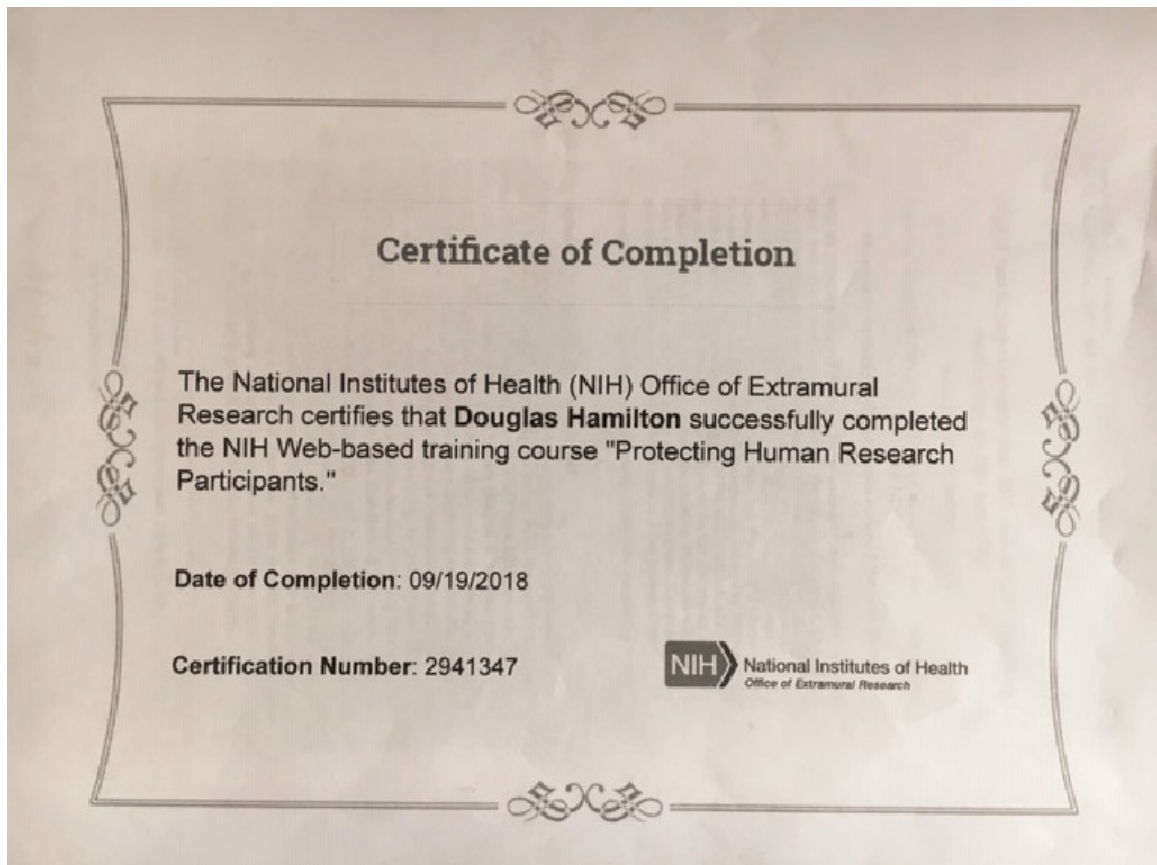 Certificate of Completion
The National Institutes of Health (NIH) Office of Extramural
Research certifies that Douglas Hamilton successfully completed
the NIH Web-based training course "Protecting Human Research
Participants."
Date of Completion: 09/19/2018
Certification Number: 2941347
NIH National Institutes of Health
Office of Extramural Research